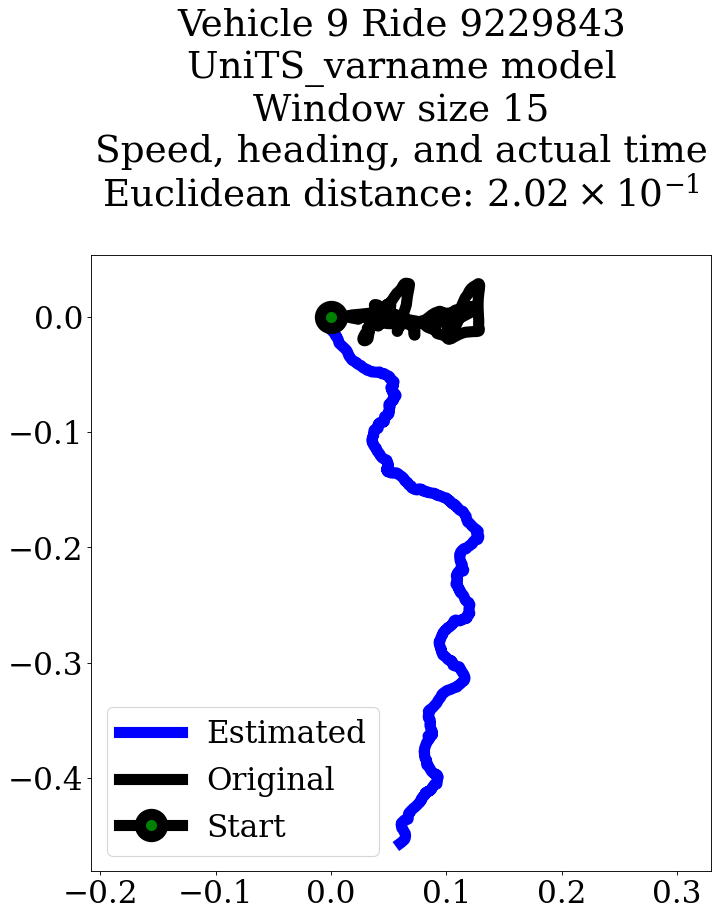 Vehicle 9 Ride 9229843
UniTS_varname model
Window size 15
Speed, heading, and actual time
Euclidean distance: 2.02 × 10⁻¹
0.0
−0.1
−0.2
−0.3
−0.4
Estimated
Original
Start
−0.2 −0.1 0.0 0.1 0.2 0.3